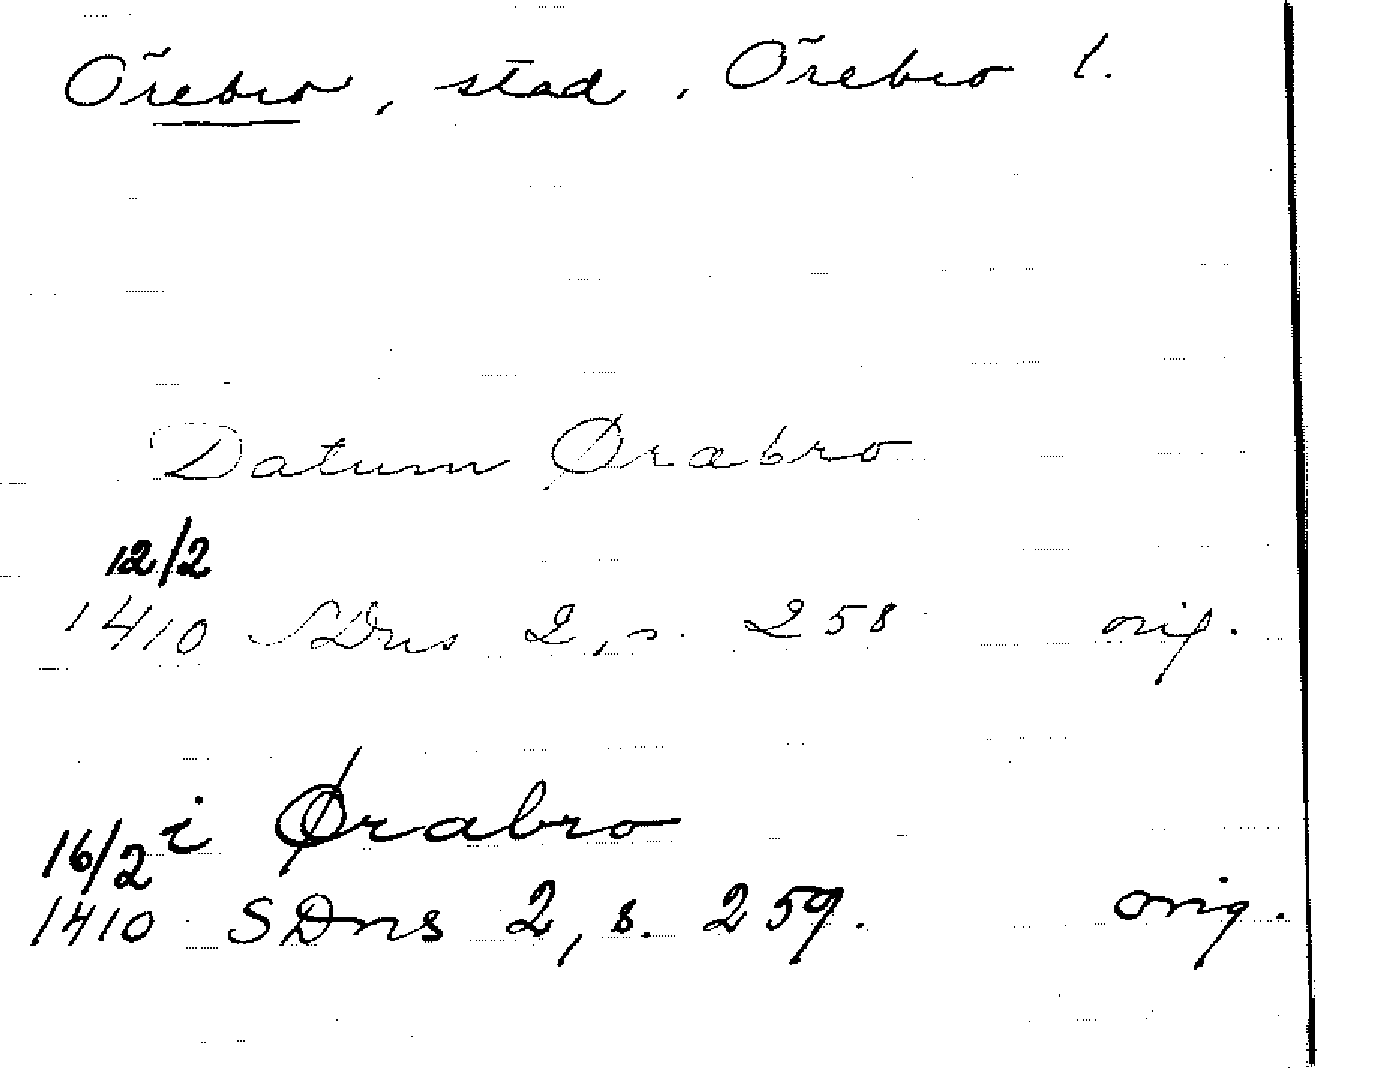 Örebro, stad, Örebro l.
Datum Ørabro
12/2
1410 SDns 2, s. 258 orig.
i Ørabro
16/2
1410 SDns 2, s. 259. orig.